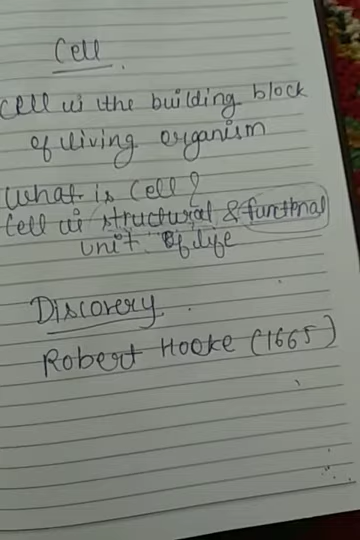 Cell
Cell is the building block
of living organism
What is Cell?
Cell is structural & functional
unit of life
Discovery
Robert Hooke (1665)